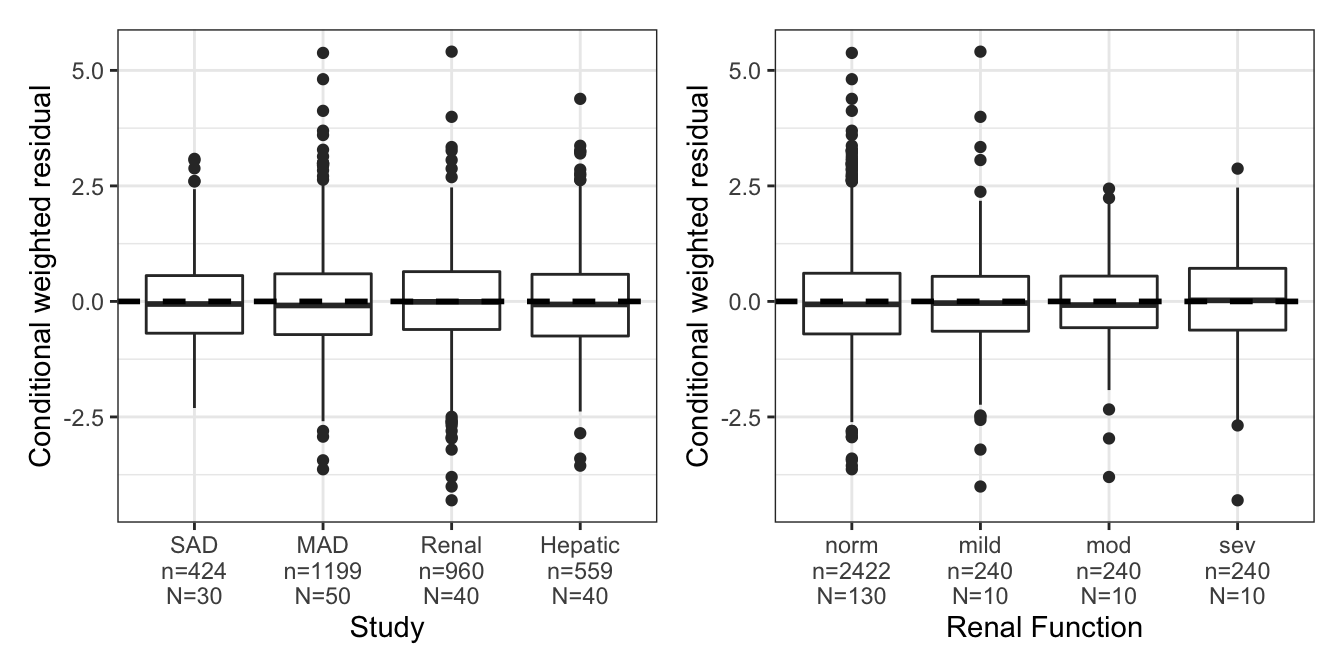 Conditional weighted residual
5.0
2.5
0.0
-2.5
SAD MAD Renal Hepatic
n=424 n=1199 n=960 n=559
N=30 N=50 N=40 N=40
Study
Conditional weighted residual
5.0
2.5
0.0
-2.5
norm mild mod sev
n=2422 n=240 n=240 n=240
N=130 N=10 N=10 N=10
Renal Function